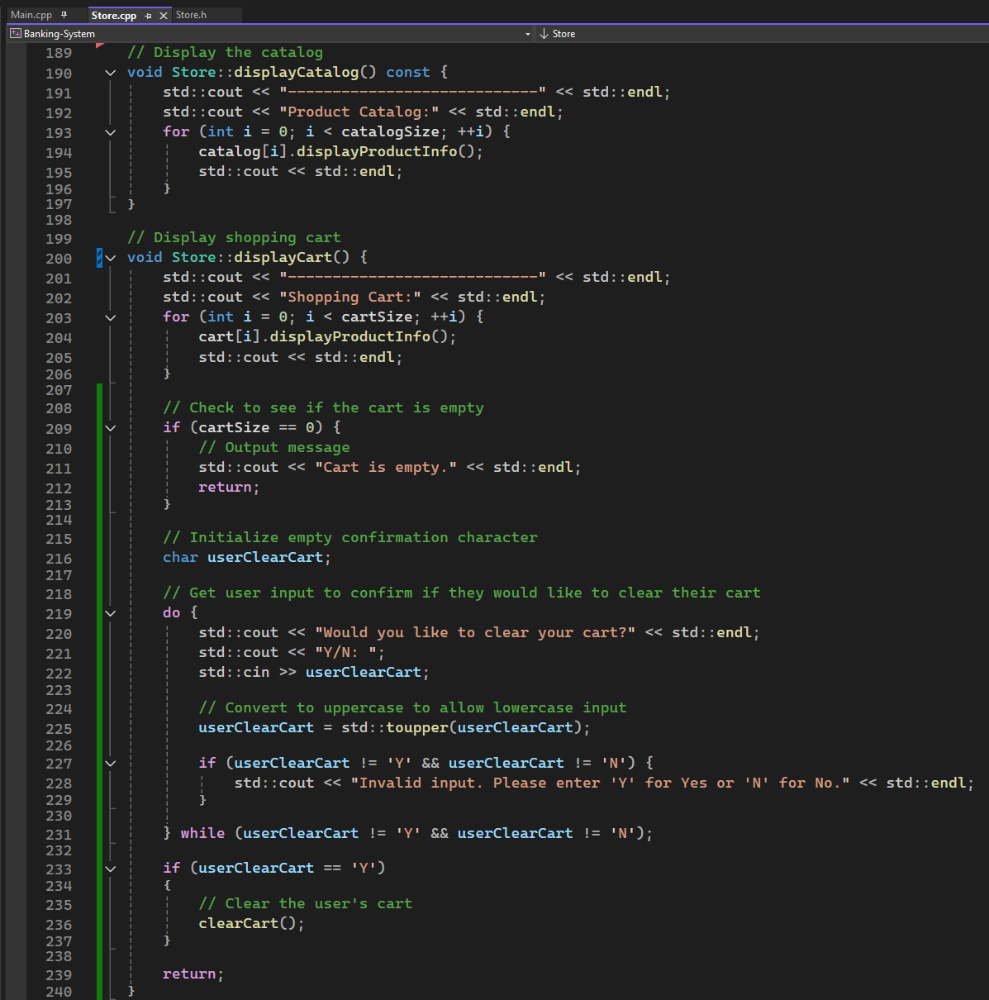 Main.cpp Store.cpp Store.h
Banking-System Store
189 // Display the catalog
190 void Store::displayCatalog() const {
191 std::cout << "----------------------------" << std::endl;
192 std::cout << "Product Catalog:" << std::endl;
193 for (int i = 0; i < catalogSize; ++i) {
194 catalog[i].displayProductInfo();
195 std::cout << std::endl;
196 }
197 }
198
199 // Display shopping cart
200 void Store::displayCart() {
201 std::cout << "----------------------------" << std::endl;
202 std::cout << "Shopping Cart:" << std::endl;
203 for (int i = 0; i < cartSize; ++i) {
204 cart[i].displayProductInfo();
205 std::cout << std::endl;
206 }
207
208 // Check to see if the cart is empty
209 if (cartSize == 0) {
210 // Output message
211 std::cout << "Cart is empty." << std::endl;
212 return;
213 }
214
215 // Initialize empty confirmation character
216 char userClearCart;
217
218 // Get user input to confirm if they would like to clear their cart
219 do {
220 std::cout << "Would you like to clear your cart?" << std::endl;
221 std::cout << "Y/N: ";
222 std::cin >> userClearCart;
223
224 // Convert to uppercase to allow lowercase input
225 userClearCart = std::toupper(userClearCart);
226
227 if (userClearCart != 'Y' && userClearCart != 'N') {
228 std::cout << "Invalid input. Please enter 'Y' for Yes or 'N' for No." << std::endl;
229 }
230
231 } while (userClearCart != 'Y' && userClearCart != 'N');
232
233 if (userClearCart == 'Y')
234 {
235 // Clear the user's cart
236 clearCart();
237 }
238
239 return;
240 }